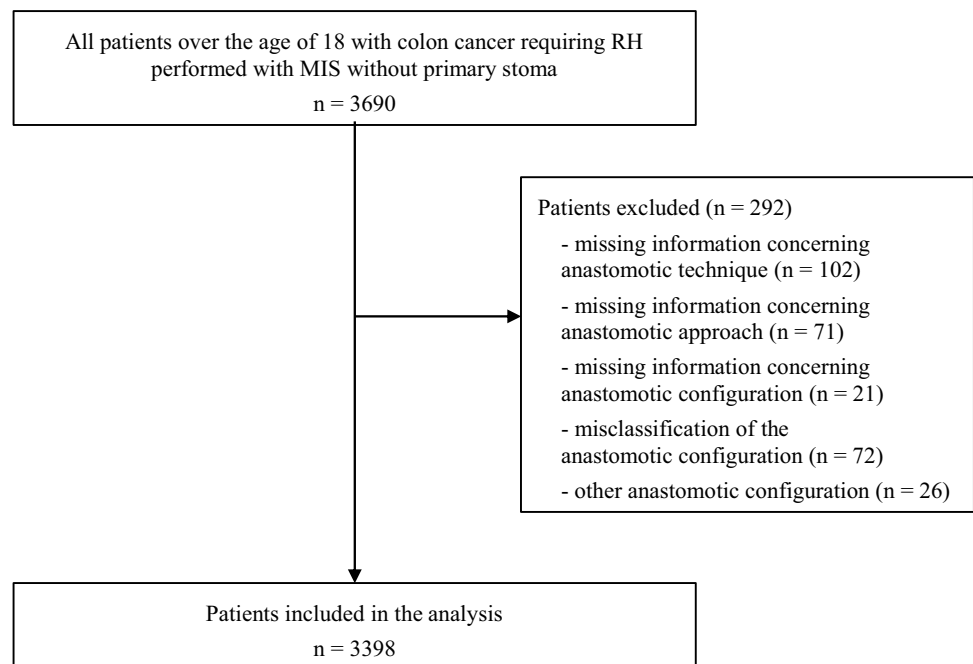 All patients over the age of 18 with colon cancer requiring RH
performed with MIS without primary stoma
n = 3690
Patients excluded (n = 292)
- missing information concerning
anastomotic technique (n = 102)
- missing information concerning
anastomotic approach (n = 71)
- missing information concerning
anastomotic configuration (n = 21)
- misclassification of the
anastomotic configuration (n = 72)
- other anastomotic configuration (n = 26)
Patients included in the analysis
n = 3398